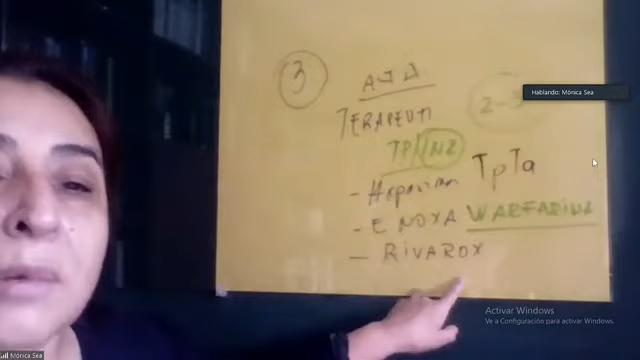 3
TERAPEUTI
2-3
TP/INR
- Heparina TpTa
- ENOXA WARFARINA
- RIVAROX
Hablando: Mónica Sea
Activar Windows
Ve a Configuración para activar Windows.
Mónica Sea